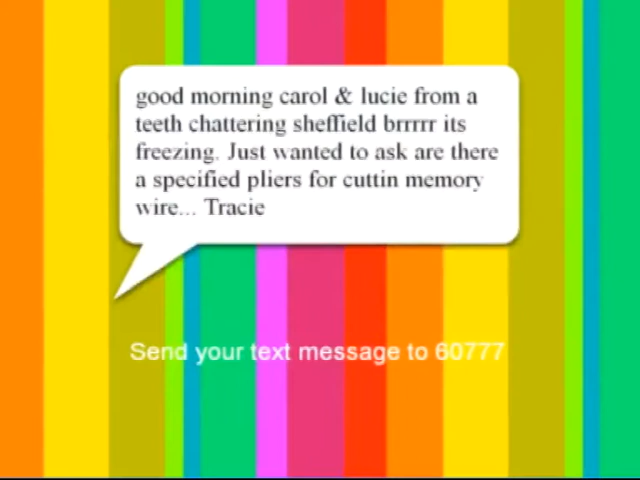 good morning carol & lucie from a
teeth chattering sheffield brrrrr its
freezing. Just wanted to ask are there
a specified pliers for cuttin memory
wire... Tracie
Send your text message to 60777